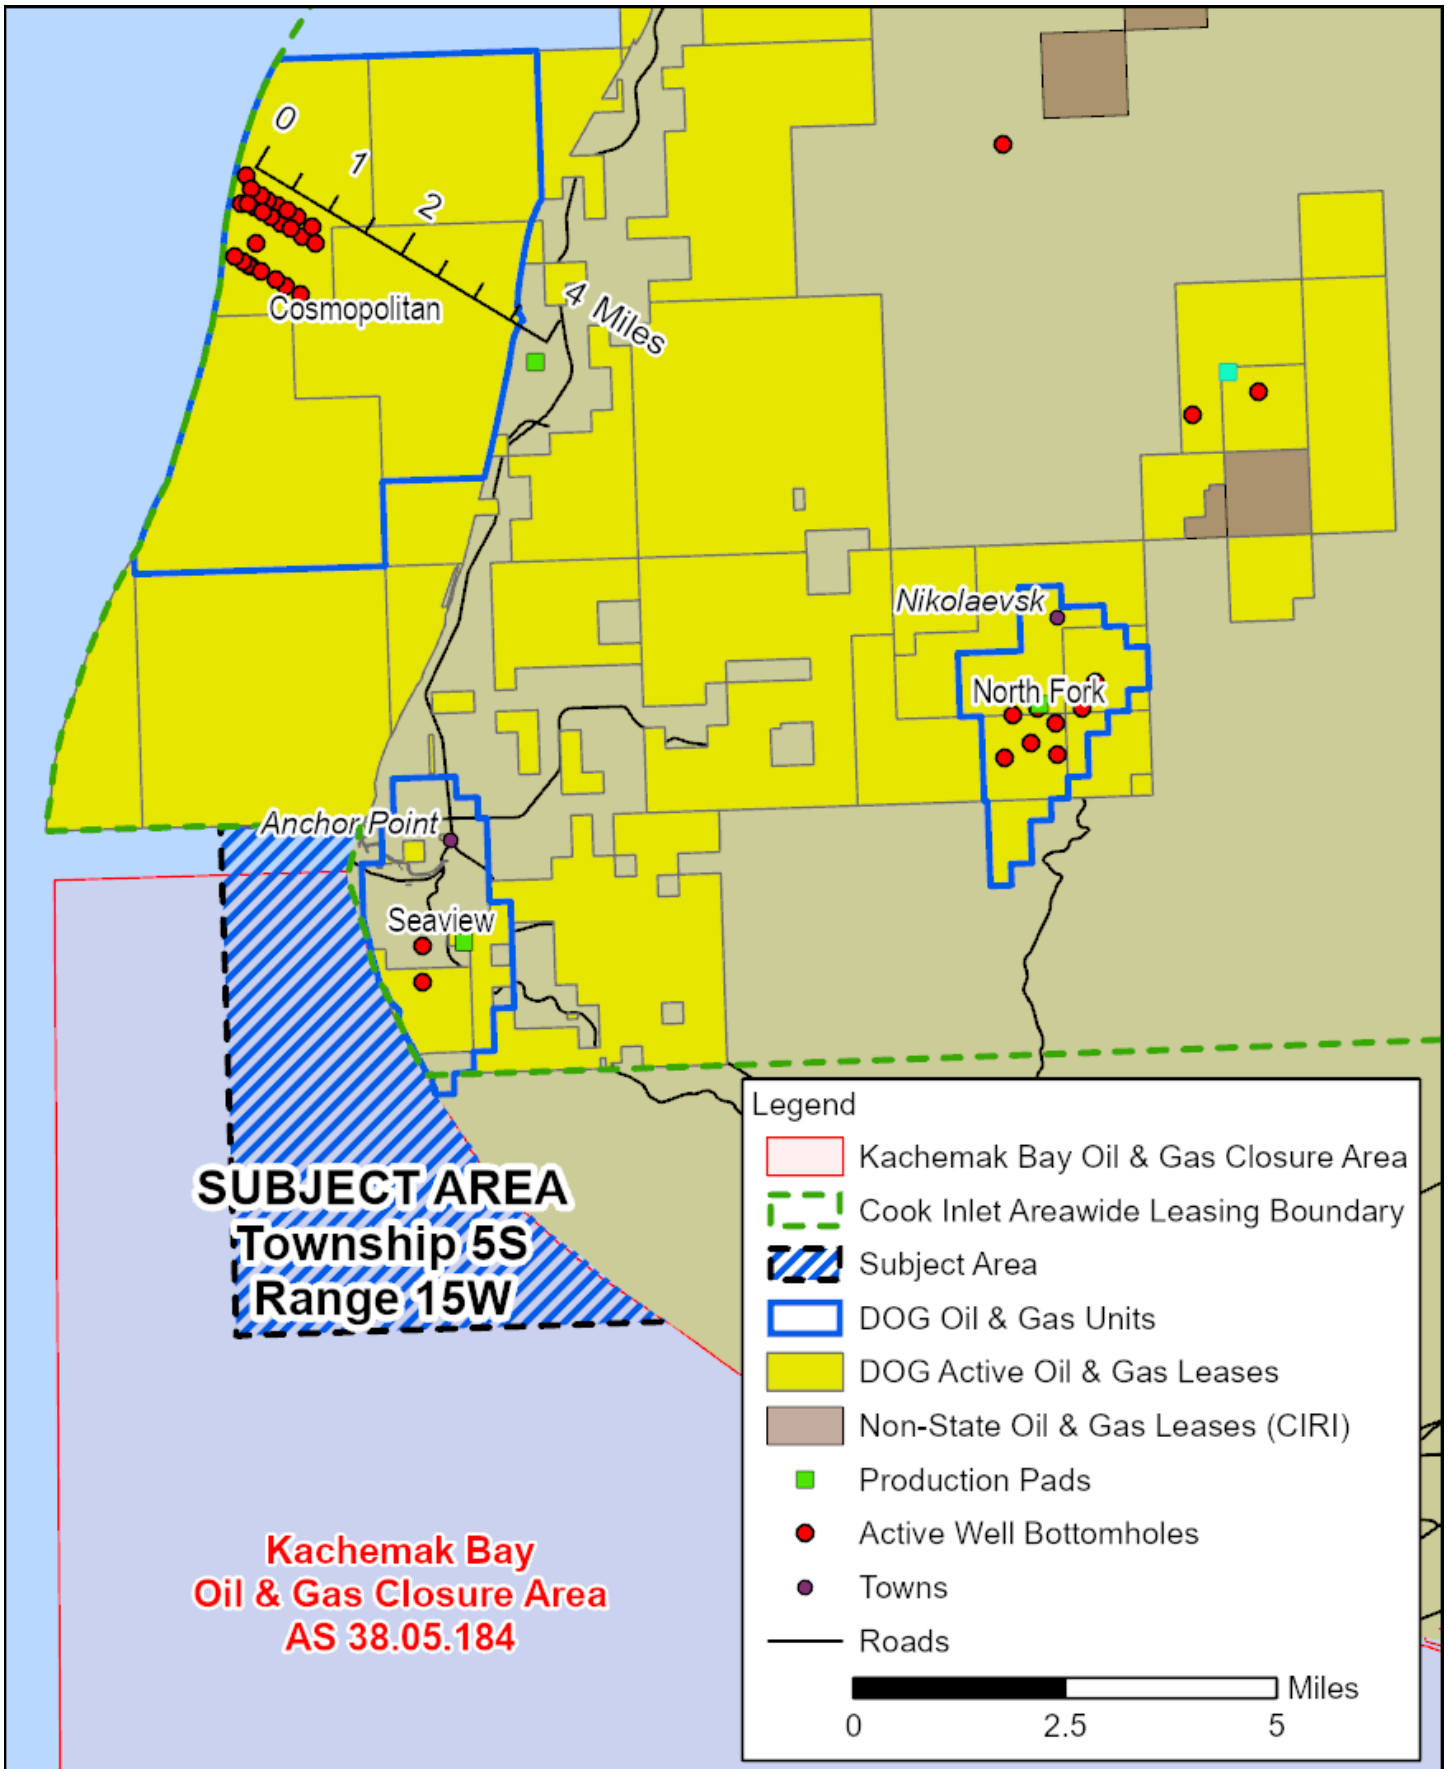 0
1
2
4 Miles
Cosmopolitan
Nikolaevsk
North Fork
Anchor Point
Seaview
SUBJECT AREA
Township 5S
Range 15W
Kachemak Bay
Oil & Gas Closure Area
AS 38.05.184
Legend
Kachemak Bay Oil & Gas Closure Area
Cook Inlet Areawide Leasing Boundary
Subject Area
DOG Oil & Gas Units
DOG Active Oil & Gas Leases
Non-State Oil & Gas Leases (CIRI)
Production Pads
Active Well Bottomholes
Towns
Roads
Miles
0 2.5 5